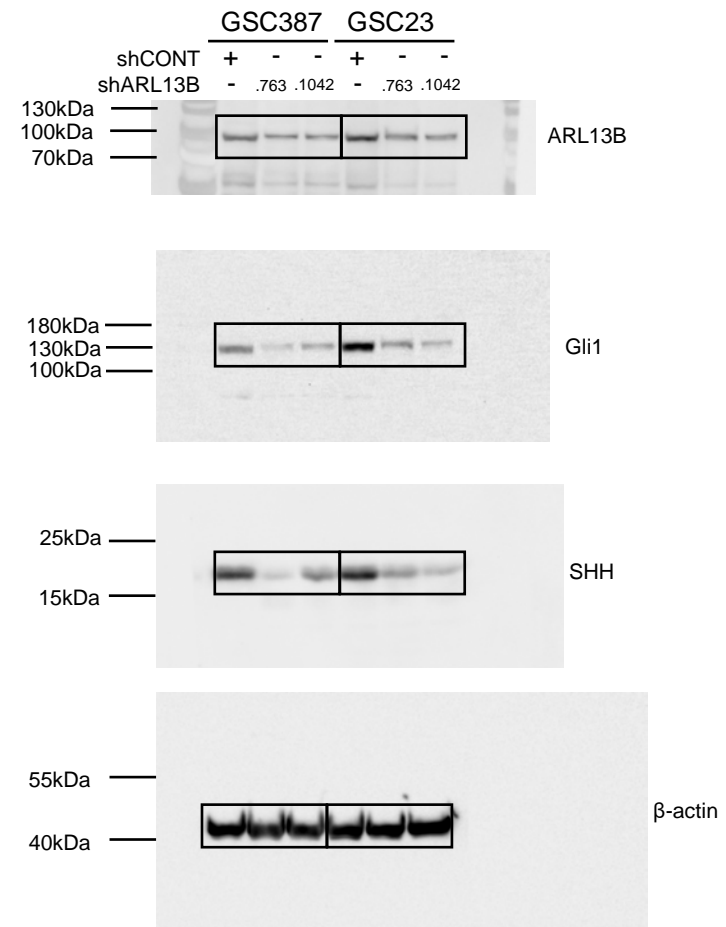 GSC387 GSC23
shCONT + - - + - -
shARL13B - .763 .1042 - .763 .1042
130kDa
100kDa
70kDa
ARL13B
180kDa
130kDa
100kDa
Gli1
25kDa
15kDa
SHH
55kDa
40kDa
β-actin